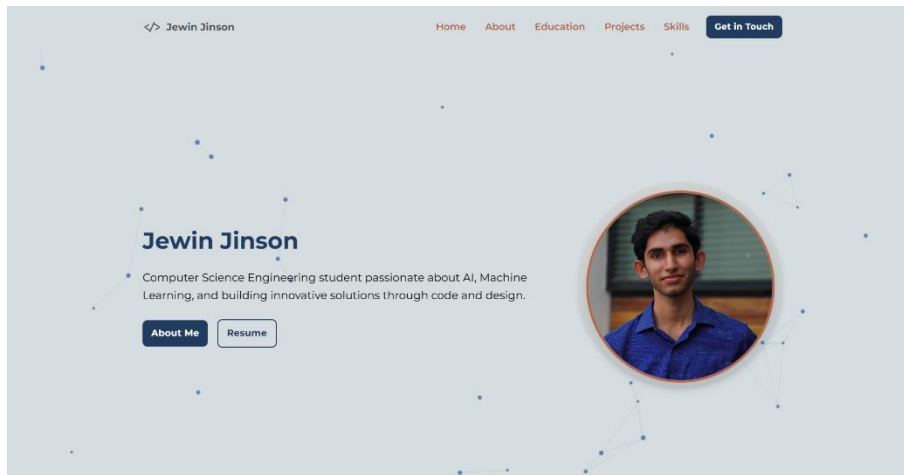 </> Jewin Jinson
Home About Education Projects Skills Get in Touch
Jewin Jinson
Computer Science Engineering student passionate about AI, Machine
Learning, and building innovative solutions through code and design.
About Me Resume